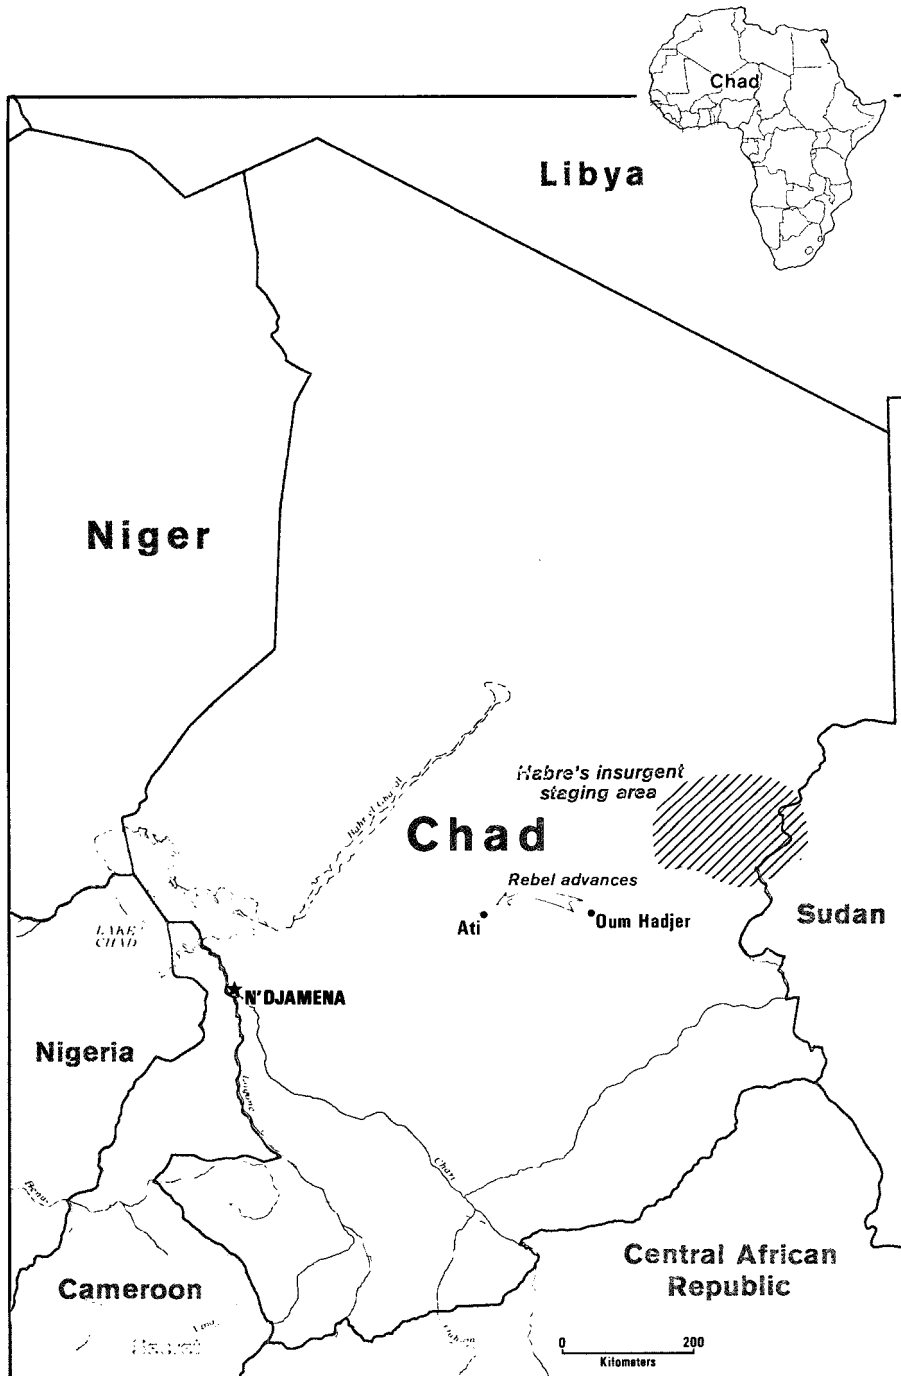 Chad
Libya
Niger
Habre's insurgent
staging area
Chad
Rebel advances
Ati
Oum Hadjer
Sudan
LAKE
CHAD
N'DJAMENA
Nigeria
Logone
Chari
Central African
Republic
Cameroon
0 200
Kilometers